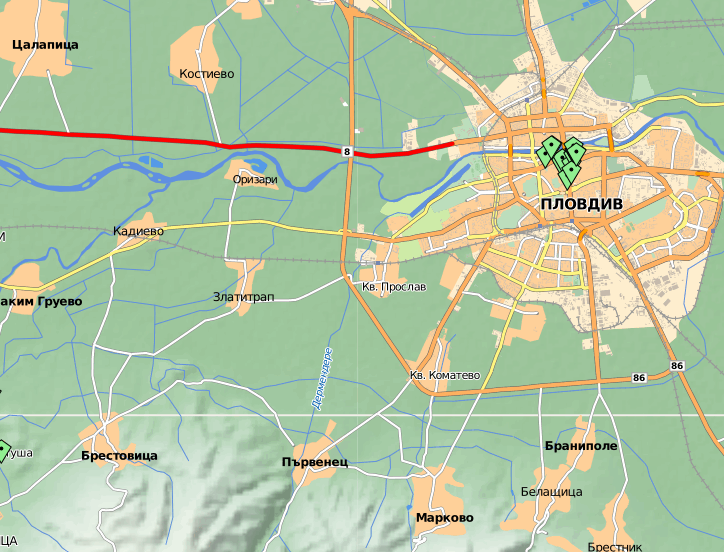 Цалапица
Костиево
8
Оризари
ПЛОВДИВ
Кадиево
Златитрап
Кв. Прослав
аким Груево
Дермендере
Кв. Коматево
86
86
Браниполе
Брестовица
Първенец
Белащица
Марково
Брестник
ЦА